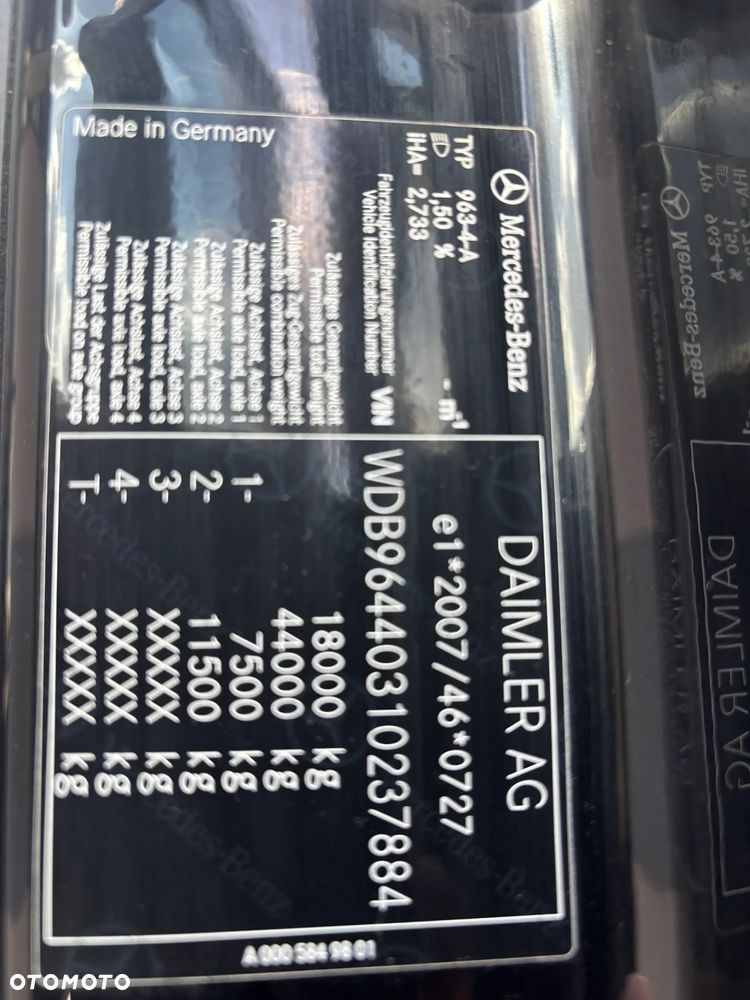 Mercedes-Benz
DAIMLER AG
TYP 963-4-A
1,50 % - m-1
IHA= 2,733
e1*2007/46*0727
Fahrzeugidentifizierungsnummer
Vehicle Identification Number VIN
WDB96440310237884
Zulässiges Gesamtgewicht
Permissible total weight
18000 kg
Zulässiges Zug-Gesamtgewicht
Permissible combination weight
44000 kg
Zulässige Achslast, Achse 1
Permissible axle load, axle 1
1- 7500 kg
Zulässige Achslast, Achse 2
Permissible axle load, axle 2
2- 11500 kg
Zulässige Achslast, Achse 3
Permissible axle load, axle 3
3- XXXXX kg
Zulässige Achslast, Achse 4
Permissible axle load, axle 4
4- XXXXX kg
Zulässige Last, der Achsgruppe
Permissible load on axle group
T- XXXXX kg
Made in Germany
A 000 584 98 01
OTOMOTO